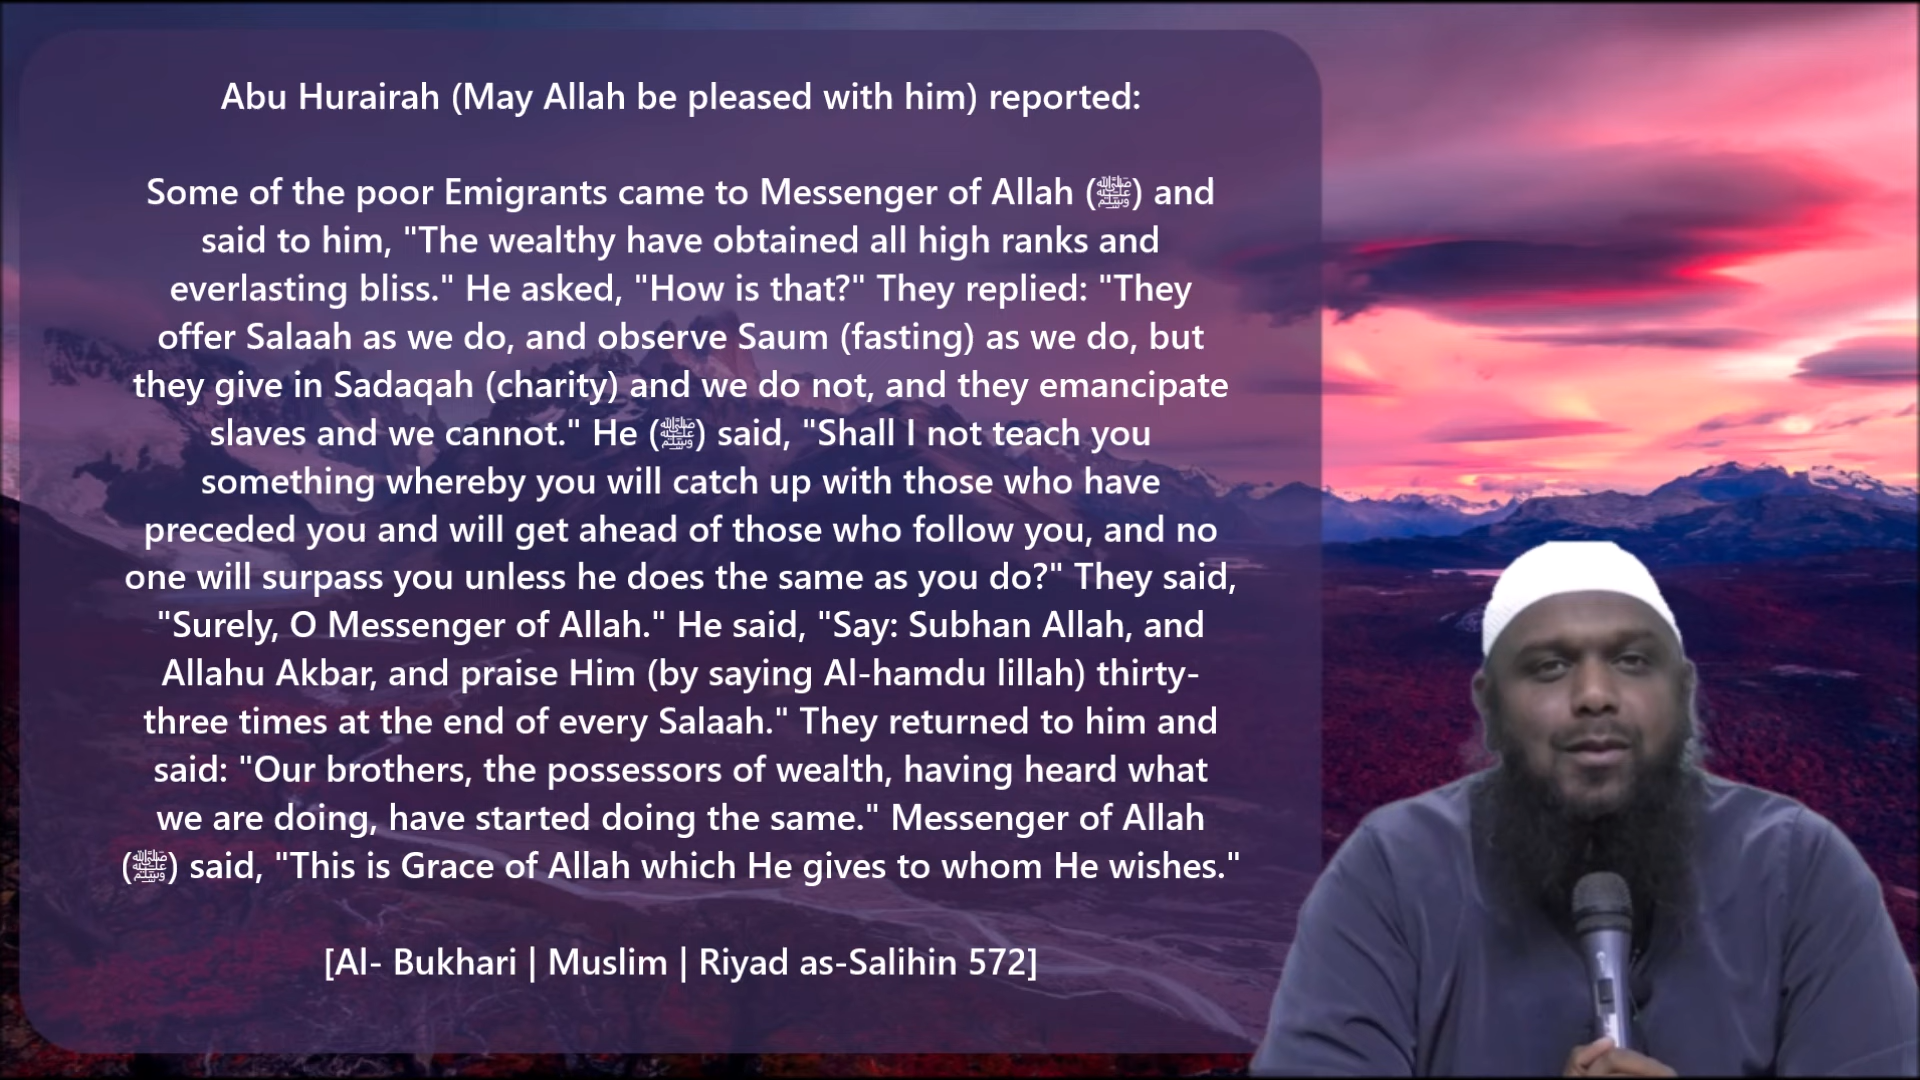 Abu Hurairah (May Allah be pleased with him) reported:
Some of the poor Emigrants came to Messenger of Allah (ﷺ) and
said to him, "The wealthy have obtained all high ranks and
everlasting bliss." He asked, "How is that?" They replied: "They
offer Salaah as we do, and observe Saum (fasting) as we do, but
they give in Sadaqah (charity) and we do not, and they emancipate
slaves and we cannot." He (ﷺ) said, "Shall I not teach you
something whereby you will catch up with those who have
preceded you and will get ahead of those who follow you, and no
one will surpass you unless he does the same as you do?" They said,
"Surely, O Messenger of Allah." He said, "Say: Subhan Allah, and
Allahu Akbar, and praise Him (by saying Al-hamdu lillah) thirty-
three times at the end of every Salaah." They returned to him and
said: "Our brothers, the possessors of wealth, having heard what
we are doing, have started doing the same." Messenger of Allah
(ﷺ) said, "This is Grace of Allah which He gives to whom He wishes."
[Al- Bukhari | Muslim | Riyad as-Salihin 572]